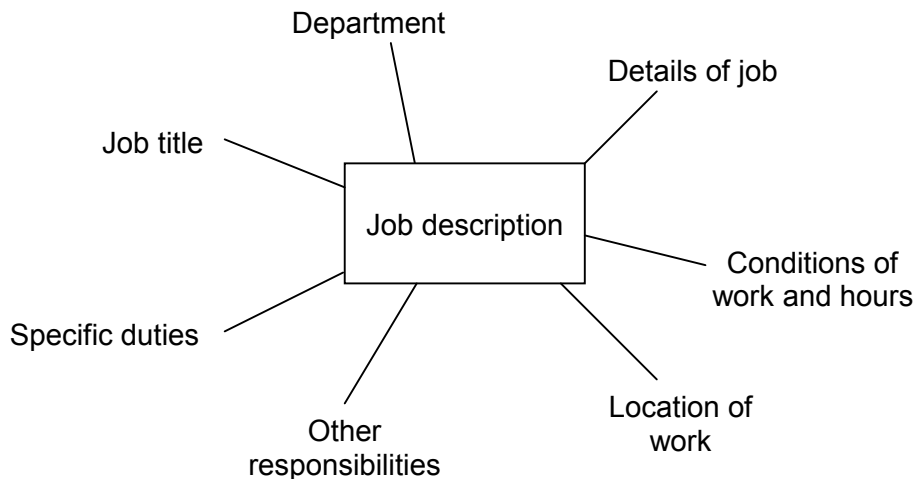 Department
Details of job
Job title
Job description
Conditions of
work and hours
Specific duties
Location of
work
Other
responsibilities